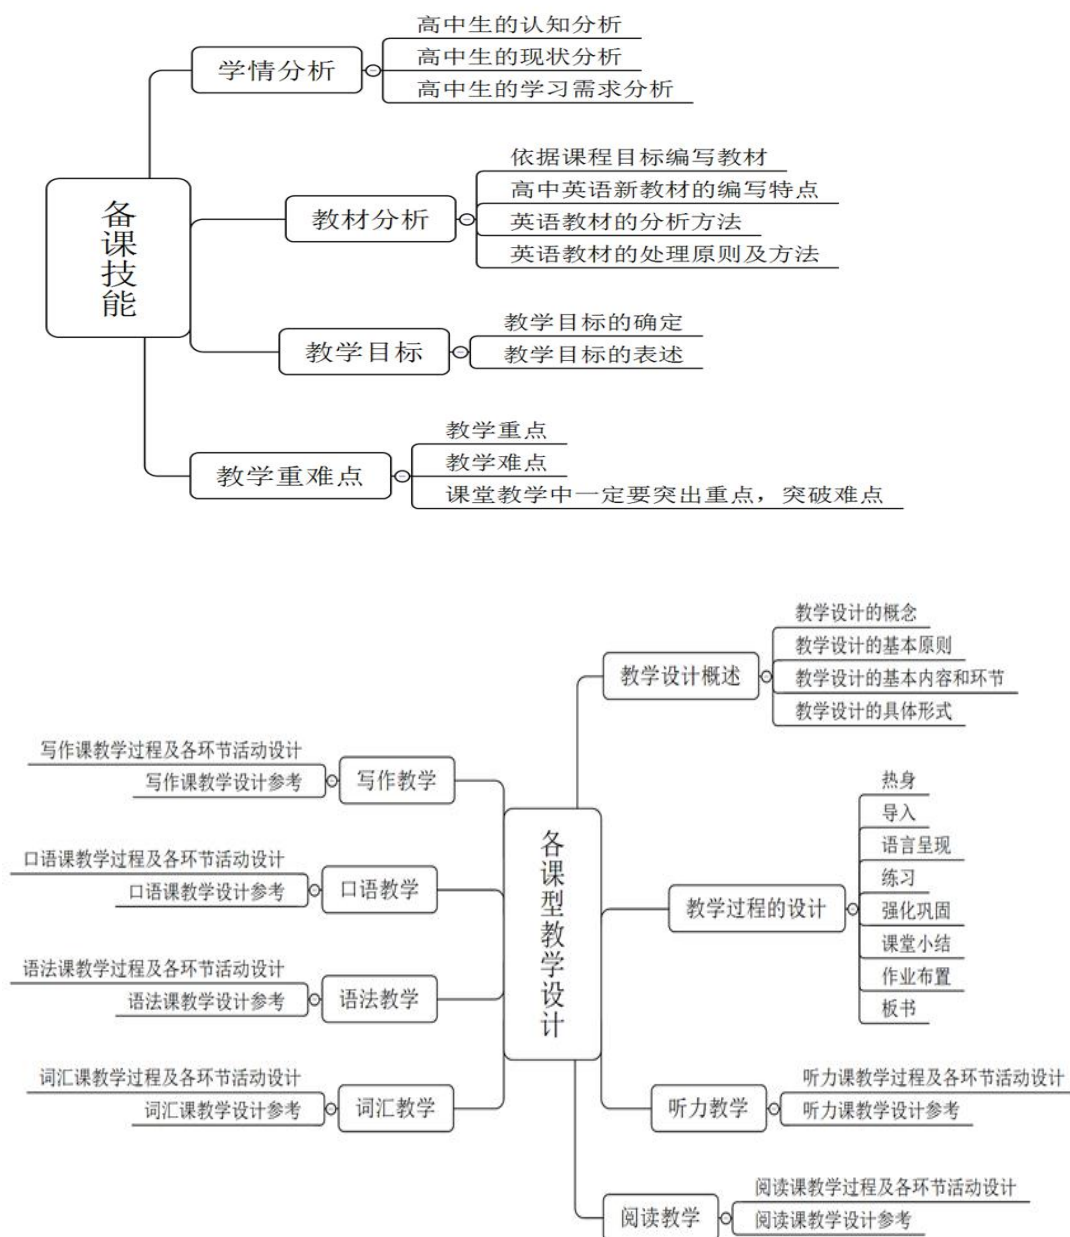 备课技能
学情分析
高中生的认知分析
高中生的现状分析
高中生的学习需求分析
教材分析
依据课程目标编写教材
高中英语新教材的编写特点
英语教材的分析方法
英语教材的处理原则及方法
教学目标
教学目标的确定
教学目标的表述
教学重难点
教学重点
教学难点
课堂教学中一定要突出重点，突破难点
各课型教学设计
教学设计概述
教学设计的概念
教学设计的基本原则
教学设计的基本内容和环节
教学设计的具体形式
教学过程的设计
热身
导入
语言呈现
练习
强化巩固
课堂小结
作业布置
板书
听力教学
听力课教学过程及各环节活动设计
听力课教学设计参考
阅读教学
阅读课教学过程及各环节活动设计
阅读课教学设计参考
写作教学
写作课教学过程及各环节活动设计
写作课教学设计参考
口语教学
口语课教学过程及各环节活动设计
口语课教学设计参考
语法教学
语法课教学过程及各环节活动设计
语法课教学设计参考
词汇教学
词汇课教学过程及各环节活动设计
词汇课教学设计参考